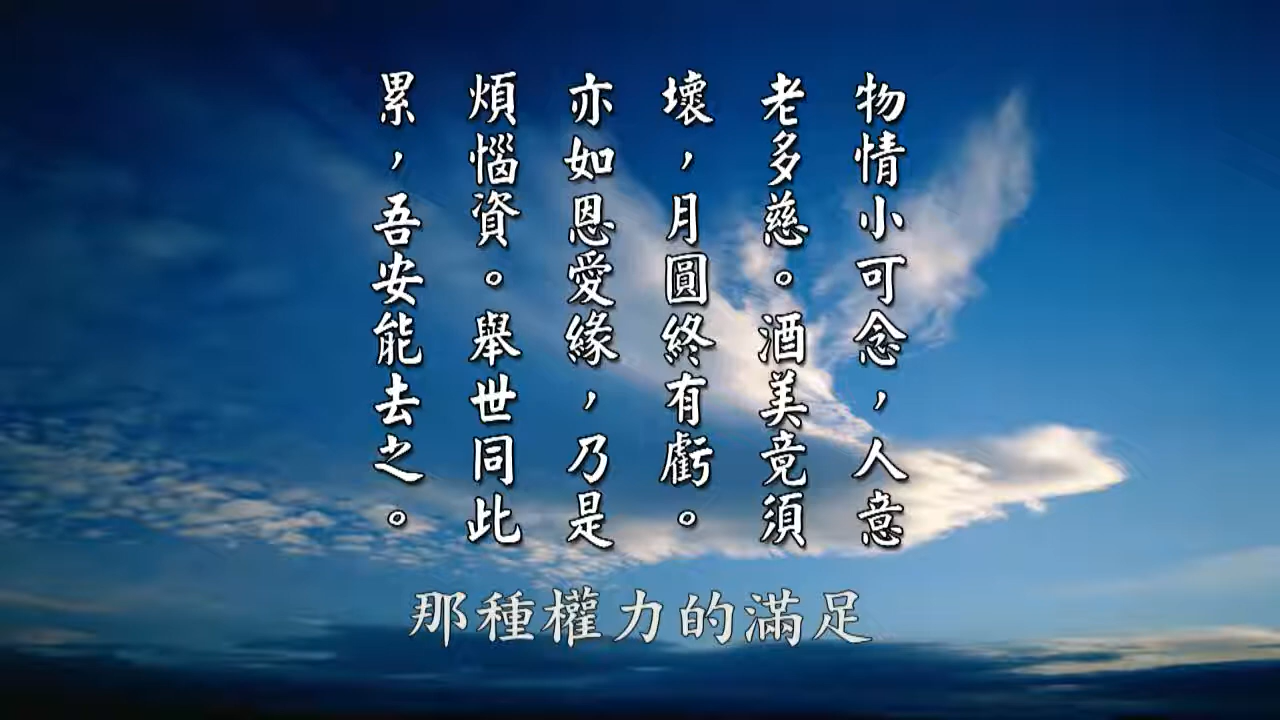 物情小可念，人意
老多慈。酒美竟須
壞，月圓終有虧。
亦如恩愛緣，乃是
煩惱資。舉世同此
累，吾安能去之。
那種權力的滿足